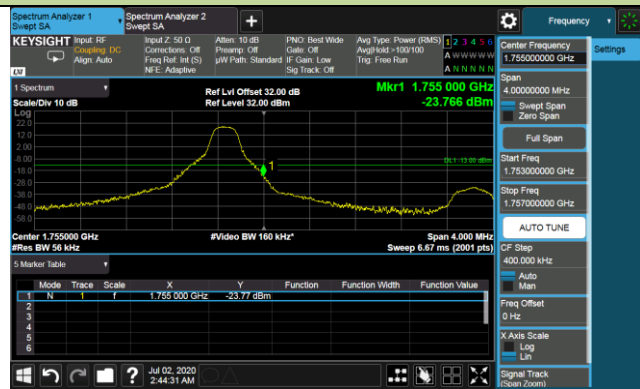 Spectrum Analyzer 1
Swept SA
Spectrum Analyzer 2
Swept SA
Frequency
KEYSIGHT
Input: RF
Coupling: DC
Align: Auto
Input Z: 50 Ω
Corrections: Off
Freq Ref: Int (S)
NFE: Adaptive
Atten: 10 dB
Preamp: Off
µW Path: Standard
PNO: Best Wide
Gate: Off
IF Gain: Low
Sig Track: Off
Avg Type: Power (RMS)
Avg|Hold: >100/100
Trig: Free Run
1 2 3 4 5 6
A W W W W W
A N N N N N
LXI
1 Spectrum
Scale/Div 10 dB
Ref Lvl Offset 32.00 dB
Ref Level 32.00 dBm
Mkr1 1.755 000 GHz
-23.766 dBm
Log
22.0
12.0
2.00
-8.00
-18.0
-28.0
-38.0
-48.0
-58.0
1
DL1 -13.00 dBm
Center 1.755000 GHz
#Res BW 56 kHz
#Video BW 160 kHz*
Span 4.000 MHz
Sweep 6.67 ms (2001 pts)
5 Marker Table
Mode Trace Scale X Y Function Function Width Function Value
1 N 1 f 1.755 000 GHz -23.77 dBm
2
3
4
5
6
Jul 02, 2020
2:44:31 AM
Center Frequency
1.755000000 GHz
Span
4.00000000 MHz
Swept Span
Zero Span
Full Span
Start Freq
1.753000000 GHz
Stop Freq
1.757000000 GHz
AUTO TUNE
CF Step
400.000 kHz
Auto
Man
Freq Offset
0 Hz
X Axis Scale
Log
Lin
Signal Track
(Span Zoom)
Settings